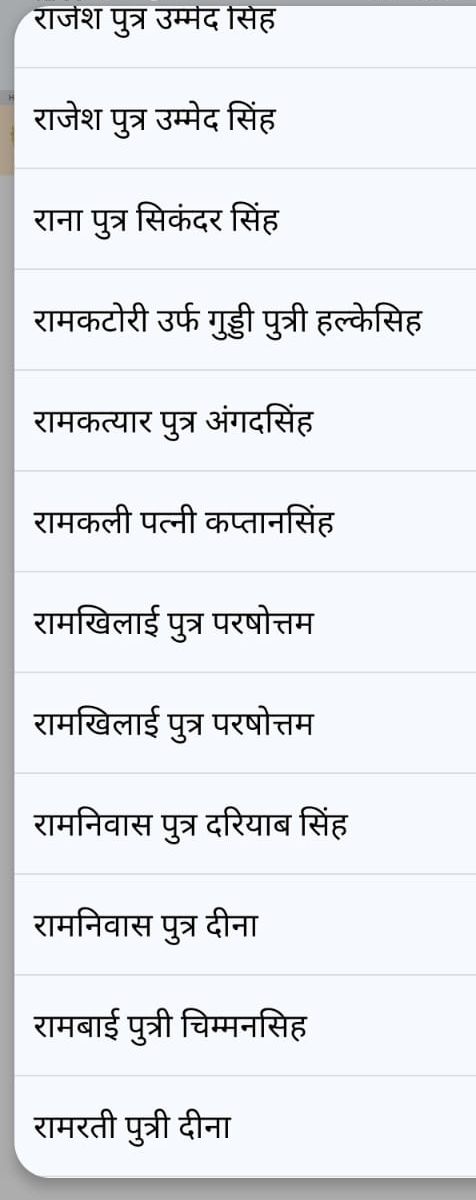 राजेश पुत्र उम्मेद सिंह
राजेश पुत्र उम्मेद सिंह
राना पुत्र सिकंदर सिंह
रामकटोरी उर्फ गुड्डी पुत्री हल्केसिह
रामकत्यार पुत्र अंगदसिंह
रामकली पत्नी कप्तानसिंह
रामखिलाई पुत्र परषोत्तम
रामखिलाई पुत्र परषोत्तम
रामनिवास पुत्र दरियाब सिंह
रामनिवास पुत्र दीना
रामबाई पुत्री चिम्मनसिह
रामरती पुत्री दीना